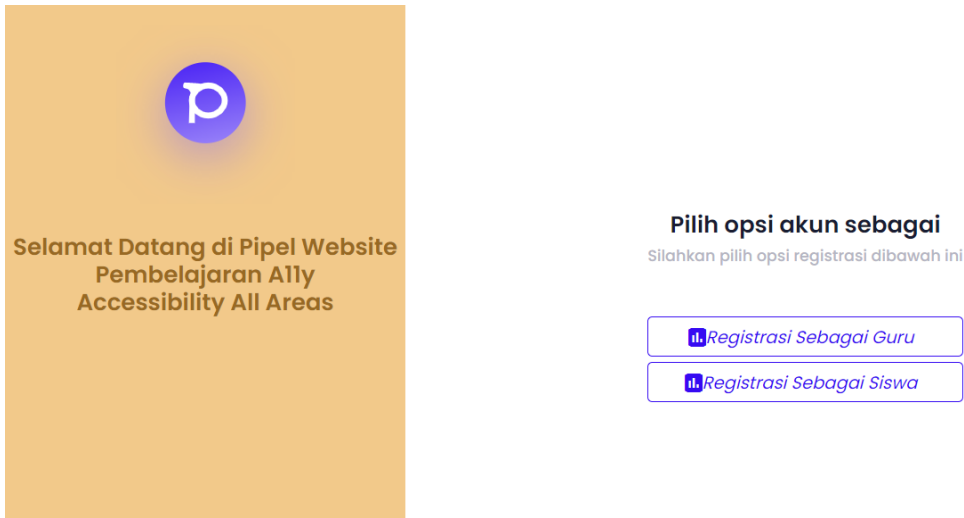 Selamat Datang di Pipel Website
Pembelajaran A11y
Accessibility All Areas
Pilih opsi akun sebagai
Silahkan pilih opsi registrasi dibawah ini
Registrasi Sebagai Guru
Registrasi Sebagai Siswa